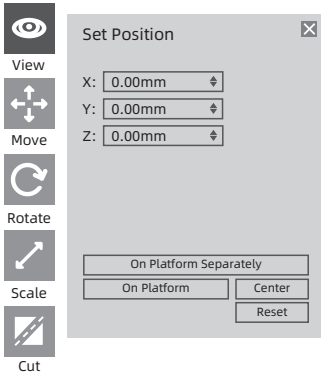 View
Move
Rotate
Scale
Cut
Set Position
X: 0.00mm
Y: 0.00mm
Z: 0.00mm
On Platform Separately
On Platform
Center
Reset